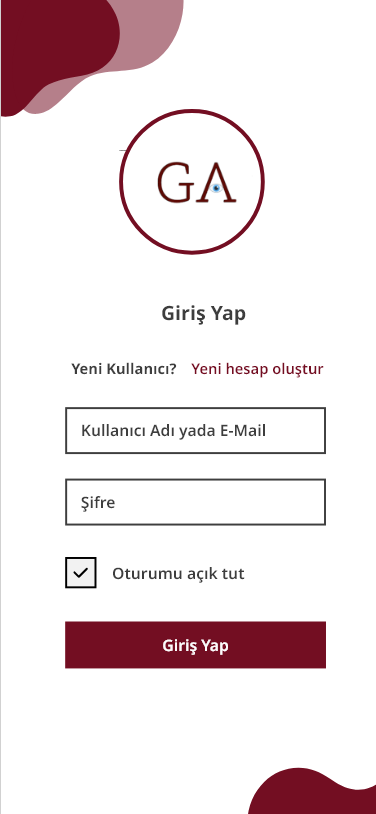 GA
Giriş Yap
Yeni Kullanıcı? Yeni hesap oluştur
Kullanıcı Adı yada E-Mail
Şifre
Oturumu açık tut
Giriş Yap